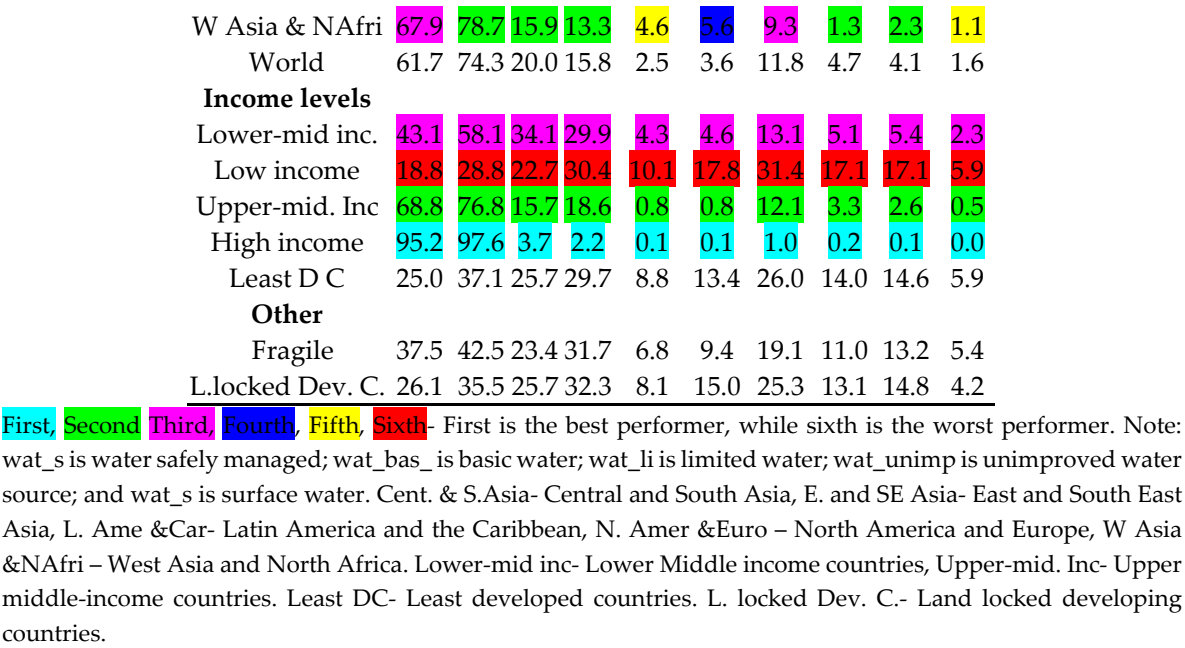 W Asia & NAfri 67.9 78.7 15.9 13.3 4.6 5.6 9.3 1.3 2.3 1.1
World 61.7 74.3 20.0 15.8 2.5 3.6 11.8 4.7 4.1 1.6
Income levels
Lower-mid inc. 43.1 58.1 34.1 29.9 4.3 4.6 13.1 5.1 5.4 2.3
Low income 18.8 28.8 22.7 30.4 10.1 17.8 31.4 17.1 17.1 5.9
Upper-mid. Inc 68.8 76.8 15.7 18.6 0.8 0.8 12.1 3.3 2.6 0.5
High income 95.2 97.6 3.7 2.2 0.1 0.1 1.0 0.2 0.1 0.0
Least D C 25.0 37.1 25.7 29.7 8.8 13.4 26.0 14.0 14.6 5.9
Other
Fragile 37.5 42.5 23.4 31.7 6.8 9.4 19.1 11.0 13.2 5.4
L.locked Dev. C. 26.1 35.5 25.7 32.3 8.1 15.0 25.3 13.1 14.8 4.2
First, Second Third, Fourth, Fifth, Sixth- First is the best performer, while sixth is the worst performer. Note:
wat_s is water safely managed; wat_bas_ is basic water; wat_li is limited water; wat_unimp is unimproved water
source; and wat_s is surface water. Cent. & S.Asia- Central and South Asia, E. and SE Asia- East and South East
Asia, L. Ame &Car- Latin America and the Caribbean, N. Amer &Euro – North America and Europe, W Asia
&NAfri – West Asia and North Africa. Lower-mid inc- Lower Middle income countries, Upper-mid. Inc- Upper
middle-income countries. Least DC- Least developed countries. L. locked Dev. C.- Land locked developing
countries.